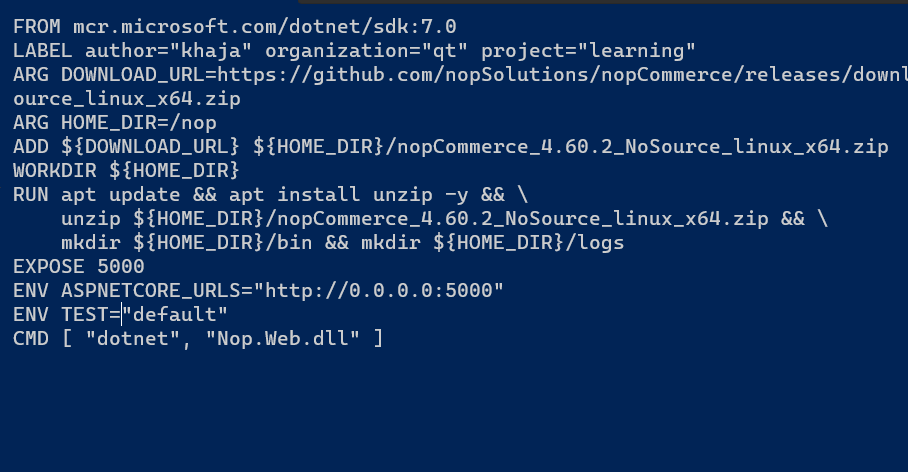 FROM mcr.microsoft.com/dotnet/sdk:7.0
LABEL author="khaja" organization="qt" project="learning"
ARG DOWNLOAD_URL=https://github.com/nopSolutions/nopCommerce/releases/downl
ource_linux_x64.zip
ARG HOME_DIR=/nop
ADD ${DOWNLOAD_URL} ${HOME_DIR}/nopCommerce_4.60.2_NoSource_linux_x64.zip
WORKDIR ${HOME_DIR}
RUN apt update && apt install unzip -y && \
    unzip ${HOME_DIR}/nopCommerce_4.60.2_NoSource_linux_x64.zip && \
    mkdir ${HOME_DIR}/bin && mkdir ${HOME_DIR}/logs
EXPOSE 5000
ENV ASPNETCORE_URLS="http://0.0.0.0:5000"
ENV TEST="default"
CMD [ "dotnet", "Nop.Web.dll" ]